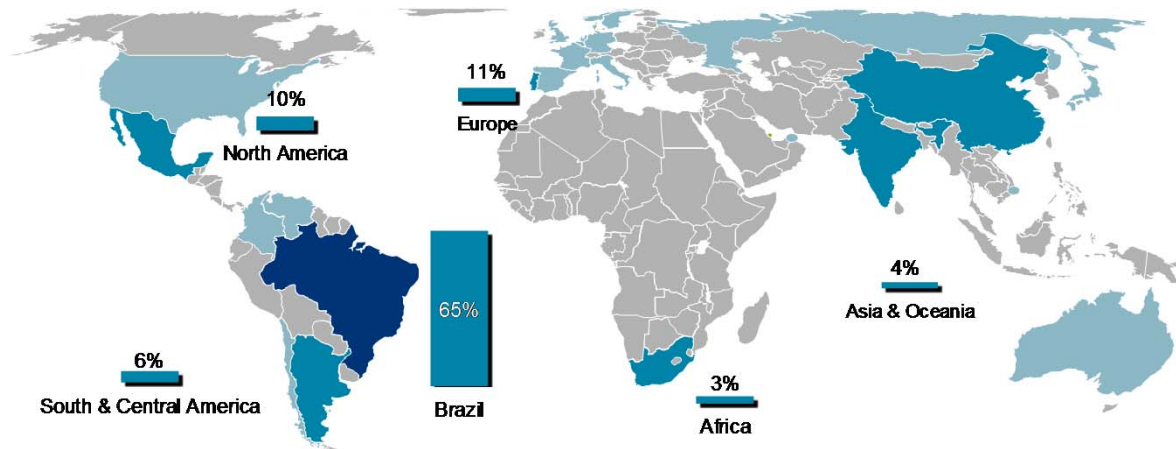 10%
North America
11%
Europe
65%
Brazil
6%
South & Central America
3%
Africa
4%
Asia & Oceania